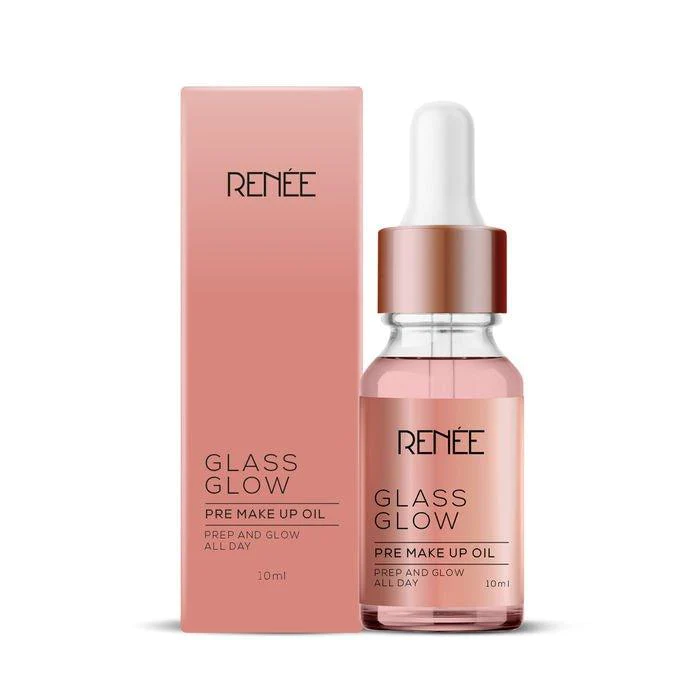 RENÉE
GLASS
GLOW
PRE MAKE UP OIL
PREP AND GLOW
ALL DAY
10ml
RENÉE
GLASS
GLOW
PRE MAKE UP OIL
PREP AND GLOW
ALL DAY
10ml